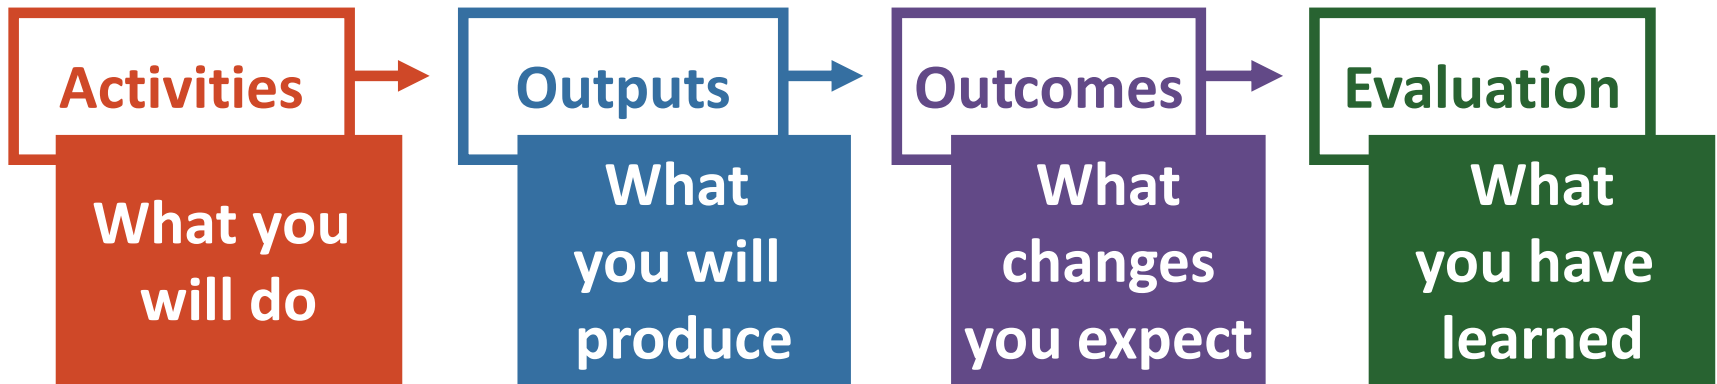 Activities
What you
will do
Outputs
What
you will
produce
Outcomes
What
changes
you expect
Evaluation
What
you have
learned